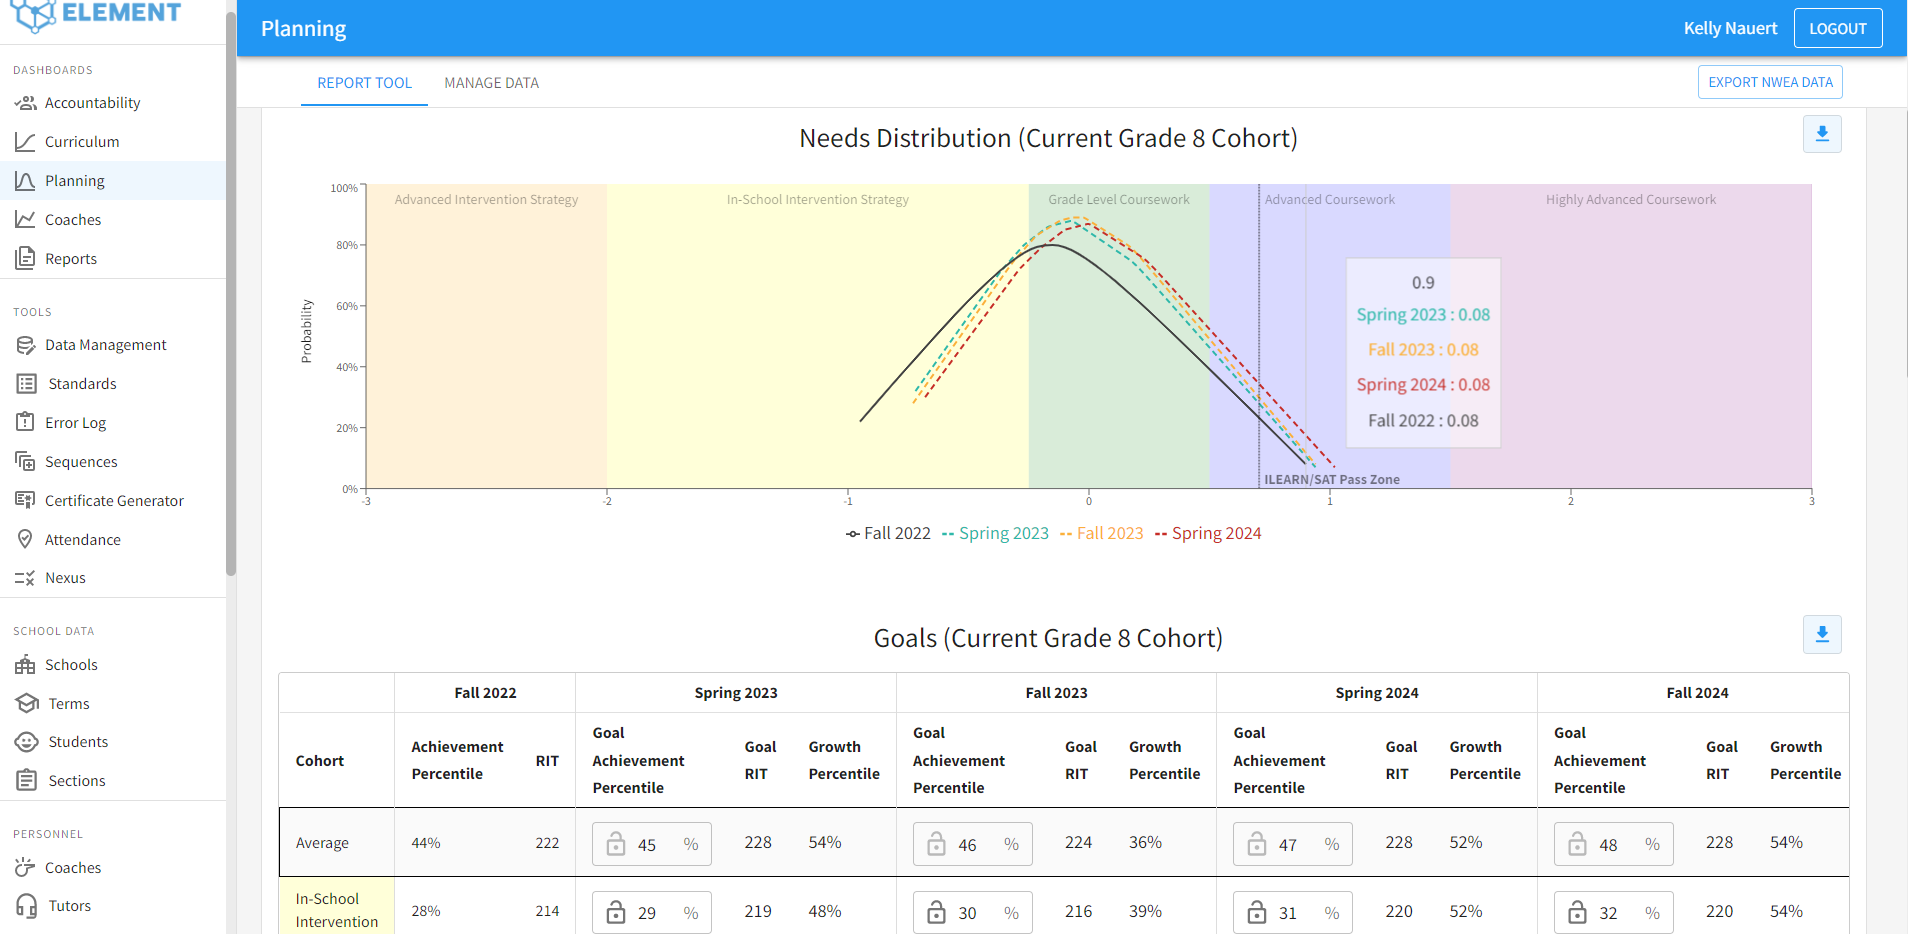 ELEMENT
DASHBOARDS
Accountability
Curriculum
Planning
Coaches
Reports
TOOLS
Data Management
Standards
Error Log
Sequences
Certificate Generator
Attendance
Nexus
SCHOOL DATA
Schools
Terms
Students
Sections
PERSONNEL
Coaches
Tutors
Planning
Kelly Nauert
LOGOUT
REPORT TOOL
MANAGE DATA
EXPORT NWEA DATA
Needs Distribution (Current Grade 8 Cohort)
Advanced Intervention Strategy
In-School Intervention Strategy
Grade Level Coursework
Advanced Coursework
Highly Advanced Coursework
Probability
100%
80%
60%
40%
20%
0%
-3
-2
-1
0
1
2
3
0.9
Spring 2023 : 0.08
Fall 2023 : 0.08
Spring 2024 : 0.08
Fall 2022 : 0.08
ILEARN/SAT Pass Zone
Fall 2022
Spring 2023
Fall 2023
Spring 2024
Goals (Current Grade 8 Cohort)
Fall 2022 Spring 2023 Fall 2023 Spring 2024 Fall 2024
Cohort
Achievement
Percentile
RIT
Goal
Achievement
Percentile
Goal
RIT
Growth
Percentile
Goal
Achievement
Percentile
Goal
RIT
Growth
Percentile
Goal
Achievement
Percentile
Goal
RIT
Growth
Percentile
Goal
Achievement
Percentile
Goal
RIT
Growth
Percentile
Average 44% 222 45 % 228 54% 46 % 224 36% 47 % 228 52% 48 % 228 54%
In-School
Intervention
28% 214 29 % 219 48% 30 % 216 39% 31 % 220 52% 32 % 220 54%